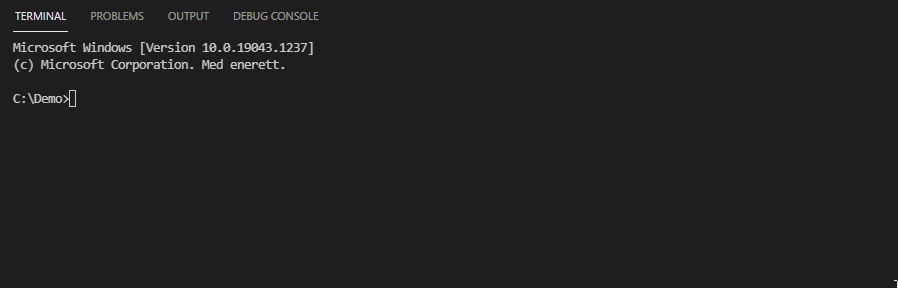 TERMINAL PROBLEMS OUTPUT DEBUG CONSOLE
Microsoft Windows [Version 10.0.19043.1237]
(c) Microsoft Corporation. Med enerett.
C:\Demo>